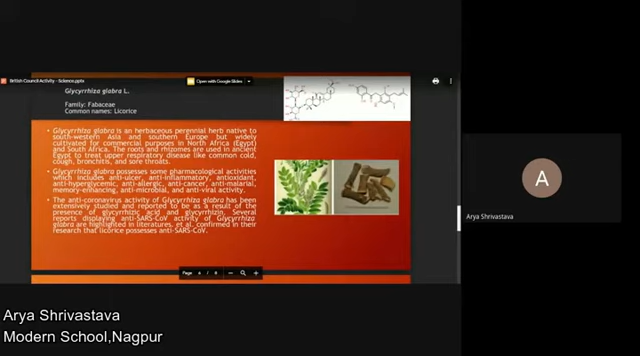 British Council Activity - Science.pptx
Open with Google Slides
Glycyrrhiza glabra L.
Family: Fabaceae
Common names: Licorice
Glycyrrhiza glabra is an herbaceous perennial herb native to
south-western Asia and southern Europe but widely
cultivated for commercial purposes in North Africa (Egypt)
and South Africa. The roots and rhizomes are used in ancient
Egypt to treat upper respiratory disease like common cold,
cough, bronchitis, and sore throats.
Glycyrrhiza glabra possesses some pharmacological activities
which includes anti-ulcer, anti-inflammatory, antioxidant,
anti-hyperglycemic, anti-allergic, anti-cancer, anti-malarial,
memory-enhancing, anti-microbial, and anti-viral activity.
The anti-coronavirus activity of Glycyrrhiza glabra has been
extensively studied and reported to be as a result of the
presence of glycyrrhizic acid and glycyrrhizin. Several
reports displaying anti-SARS-CoV activity of Glycyrrhiza
glabra are highlighted in literatures, et al. confirmed in their
research that licorice possesses anti-SARS-CoV.
Page / 8
A
Arya Shrivastava
Arya Shrivastava
Modern School,Nagpur